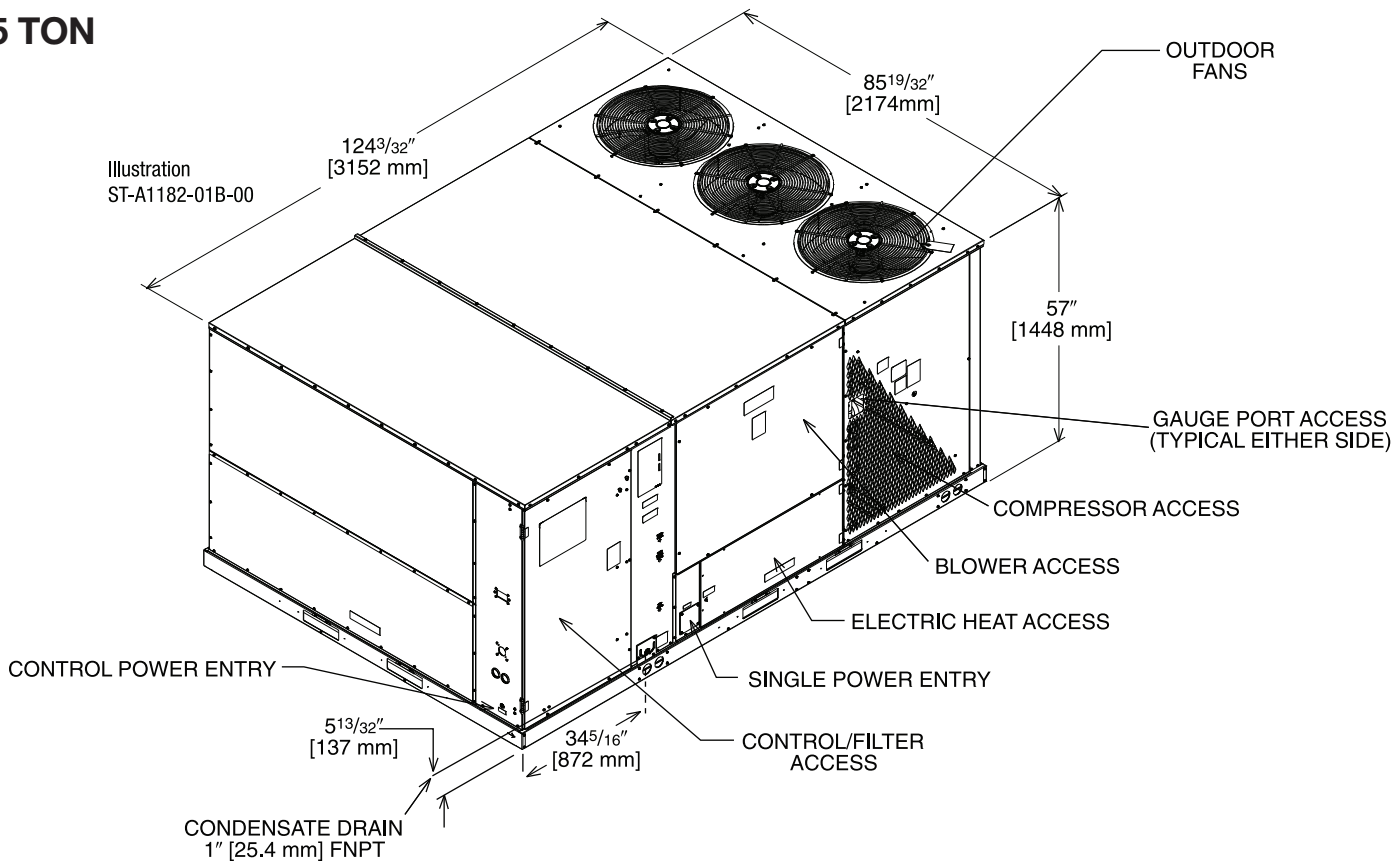 5 TON
OUTDOOR
FANS
85 19/32"
[2174mm]
124 3/32"
[3152 mm]
Illustration
ST-A1182-01B-00
57"
[1448 mm]
GAUGE PORT ACCESS
(TYPICAL EITHER SIDE)
COMPRESSOR ACCESS
BLOWER ACCESS
ELECTRIC HEAT ACCESS
CONTROL POWER ENTRY
SINGLE POWER ENTRY
5 13/32"
[137 mm]
34 5/16"
[872 mm]
CONTROL/FILTER
ACCESS
CONDENSATE DRAIN
1" [25.4 mm] FNPT